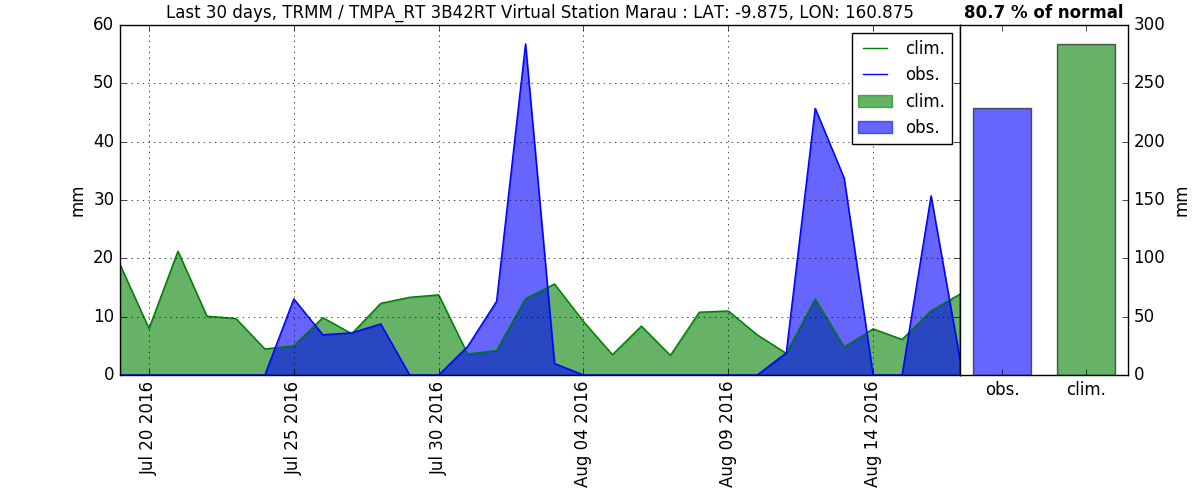 Last 30 days, TRMM / TMPA_RT 3B42RT Virtual Station Marau : LAT: -9.875, LON: 160.875
80.7 % of normal
60
50
40
30
20
10
0
mm
clim.
obs.
clim.
obs.
300
250
200
150
100
50
0
mm
obs.
clim.
Jul 20 2016
Jul 25 2016
Jul 30 2016
Aug 04 2016
Aug 09 2016
Aug 14 2016